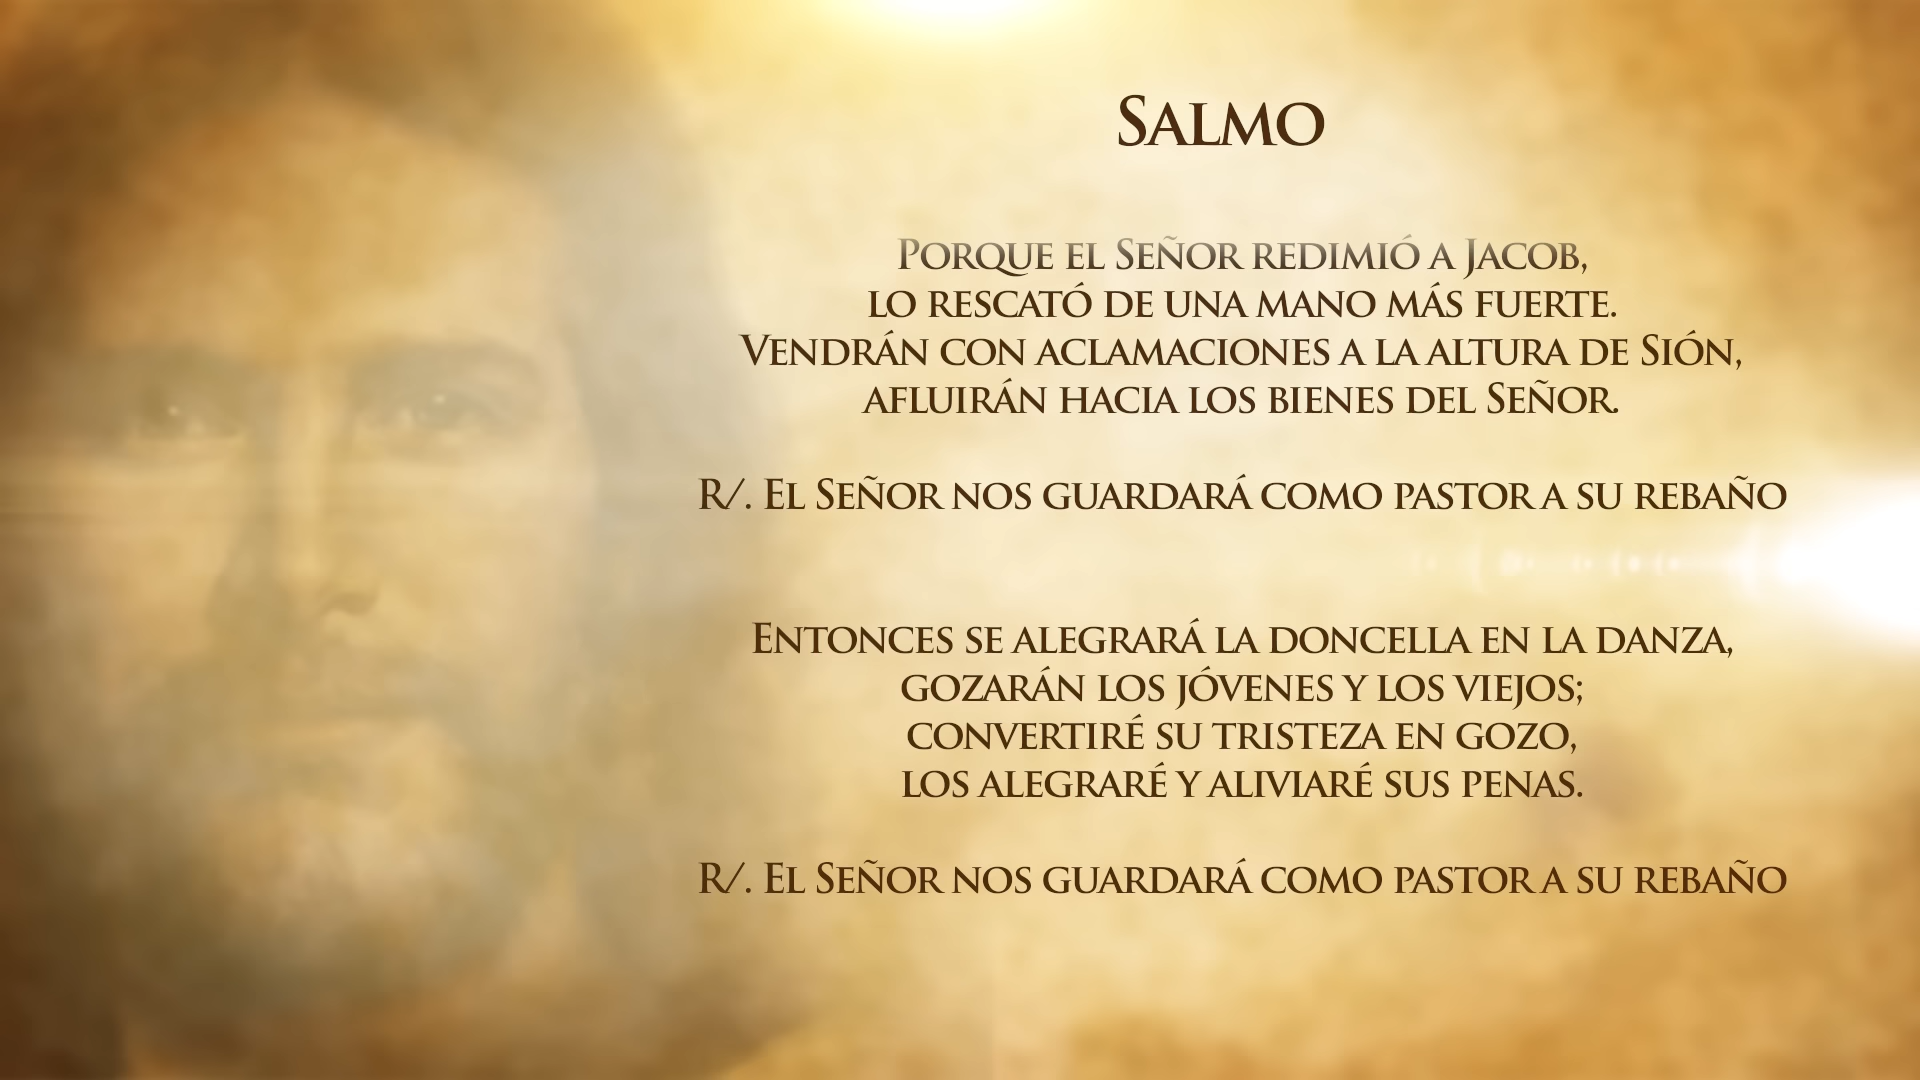 Salmo
Porque el Señor redimió a Jacob,
lo rescató de una mano más fuerte.
Vendrán con aclamaciones a la altura de Sión,
afluirán hacia los bienes del Señor.
R/. El Señor nos guardará como pastor a su rebaño
Entonces se alegrará la doncella en la danza,
gozarán los jóvenes y los viejos;
convertiré su tristeza en gozo,
los alegraré y aliviaré sus penas.
R/. El Señor nos guardará como pastor a su rebaño